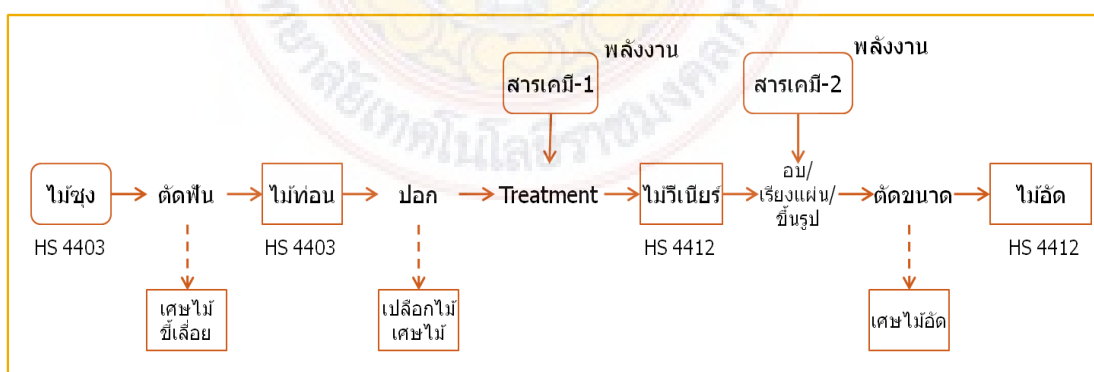 พลังงาน
สารเคมี-1
พลังงาน
สารเคมี-2
ไม้ซุง
HS 4403
ตัดฟัน
ไม้ท่อน
HS 4403
ปอก
Treatment
ไม้วีเนียร์
HS 4412
อบ/
เรียงแผ่น/
ขึ้นรูป
ตัดขนาด
ไม้อัด
HS 4412
เศษไม้
ขี้เลื่อย
เปลือกไม้
เศษไม้
เศษไม้อัด